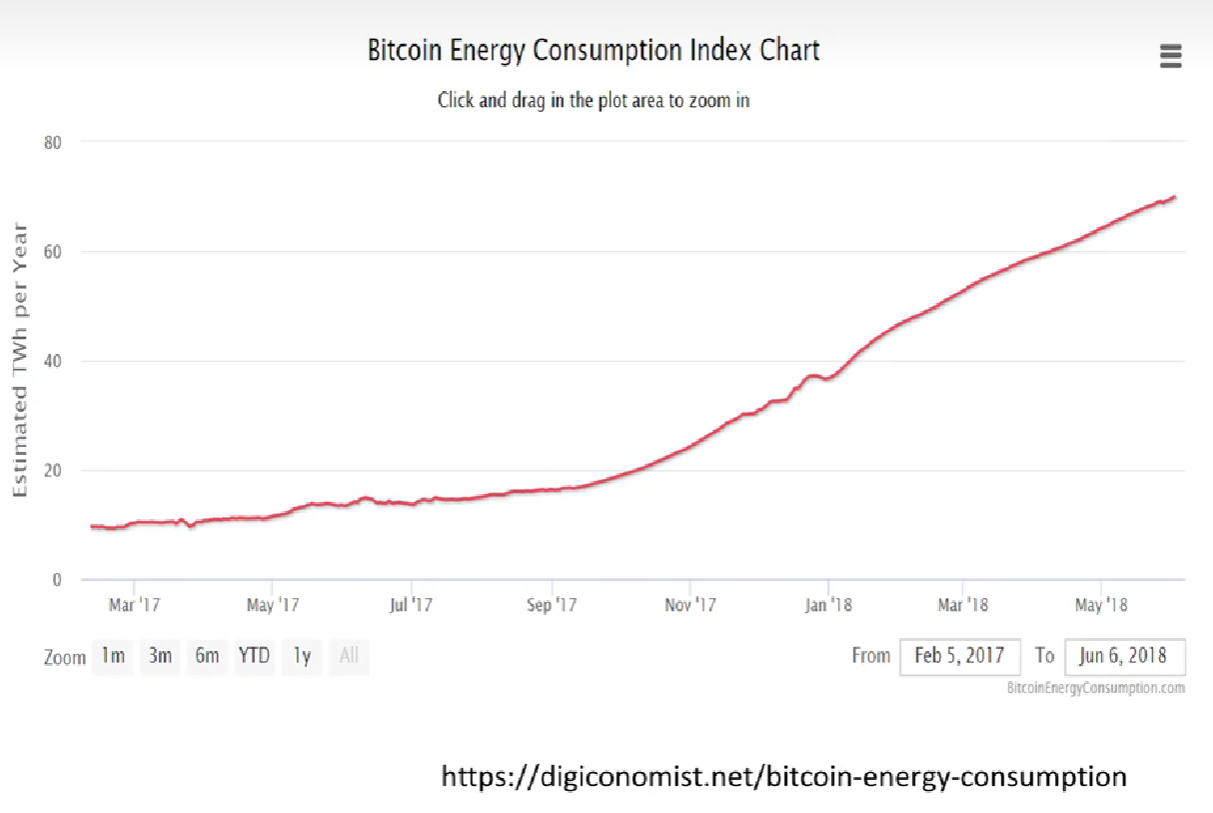 Bitcoin Energy Consumption Index Chart
Click and drag in the plot area to zoom in
Estimated TWh per Year
80
60
40
20
0
Mar '17 May '17 Jul '17 Sep '17 Nov '17 Jan '18 Mar '18 May '18
Zoom 1m 3m 6m YTD 1y All From Feb 5, 2017 To Jun 6, 2018
BitcoinEnergyConsumption.com
https://digiconomist.net/bitcoin-energy-consumption